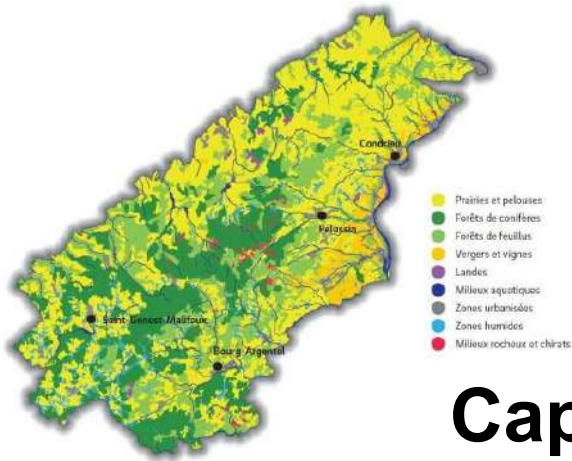 Condrieu
Pélussin
Saint-Genest-Malifaux
Bourg-Argental
Prairies et pelouses
Forêts de conifères
Forêts de feuillus
Vergers et vignes
Landes
Milieux aquatiques
Zones urbanisées
Zones humides
Milieux rocheux et chirats
Cap